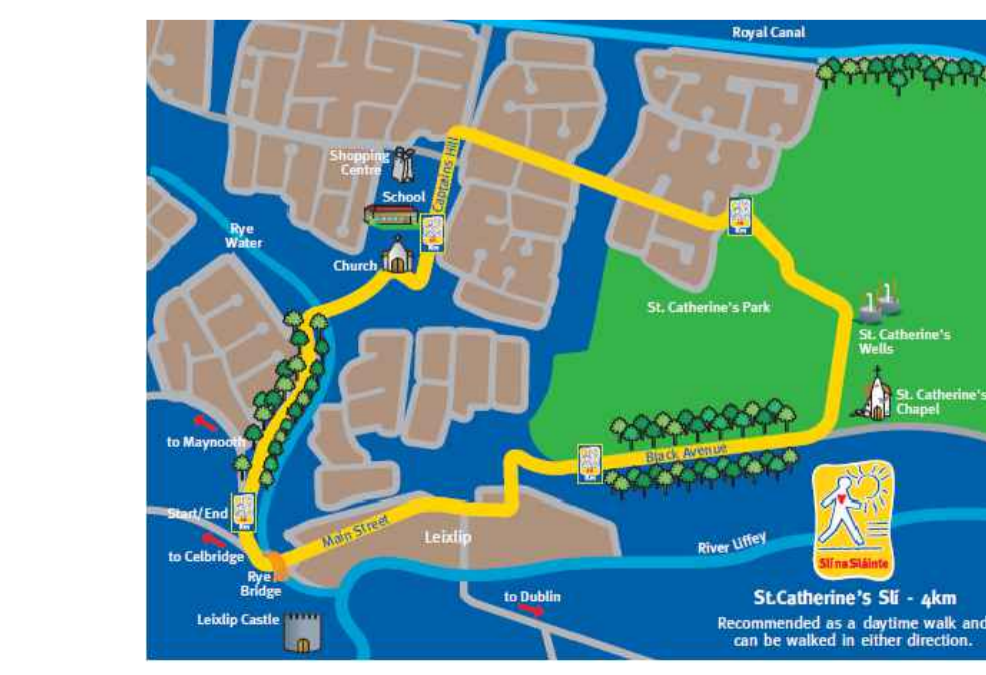 Royal Canal
Shopping
Centre
Captains Hill
School
Rye
Water
Church
St. Catherine's Park
St. Catherine's
Wells
St. Catherine's
Chapel
to Maynooth
Black Avenue
Start/End
Main Street
Leixlip
River Liffey
to Celbridge
Rye
Bridge
Leixlip Castle
to Dublin
Slí na Sláinte
St.Catherine's Slí - 4km
Recommended as a daytime walk and
can be walked in either direction.